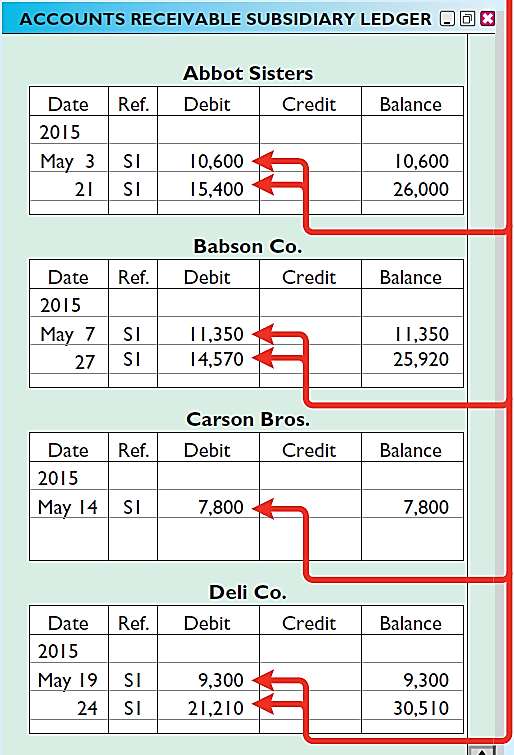 ACCOUNTS RECEIVABLE SUBSIDIARY LEDGER
Abbot Sisters
Date Ref. Debit Credit Balance
2015
May 3 S1 10,600 10,600
21 S1 15,400 26,000
Babson Co.
Date Ref. Debit Credit Balance
2015
May 7 S1 11,350 11,350
27 S1 14,570 25,920
Carson Bros.
Date Ref. Debit Credit Balance
2015
May 14 S1 7,800 7,800
Deli Co.
Date Ref. Debit Credit Balance
2015
May 19 S1 9,300 9,300
24 S1 21,210 30,510